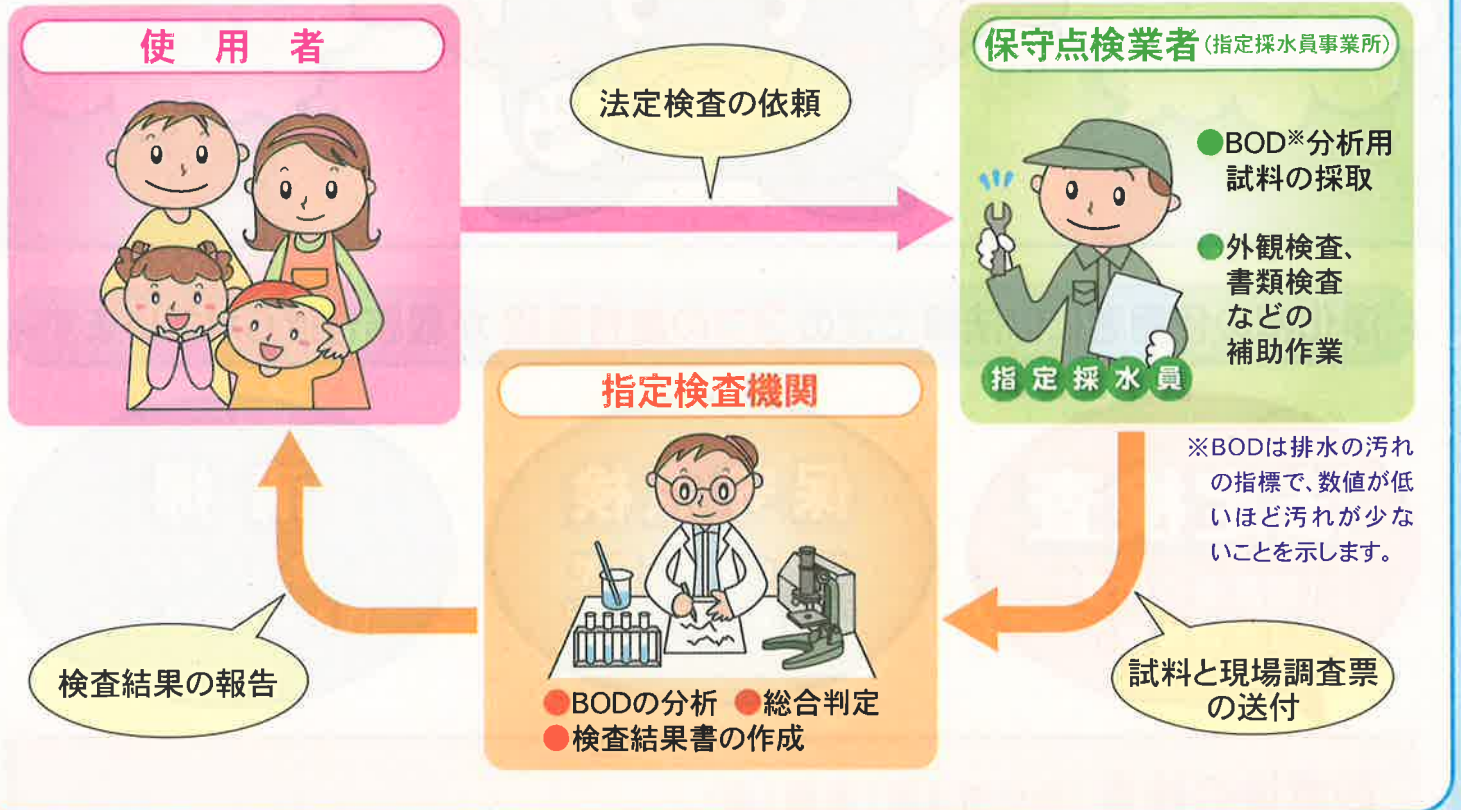 使用者
法定検査の依頼
保守点検業者(指定採水員事業所)
●BOD※分析用
試料の採取
●外観検査、
書類検査
などの
補助作業
指定採水員
※BODは排水の汚れ
の指標で、数値が低
いほど汚れが少な
いことを示します。
指定検査機関
●BODの分析 ●総合判定
●検査結果書の作成
試料と現場調査票
の送付
検査結果の報告